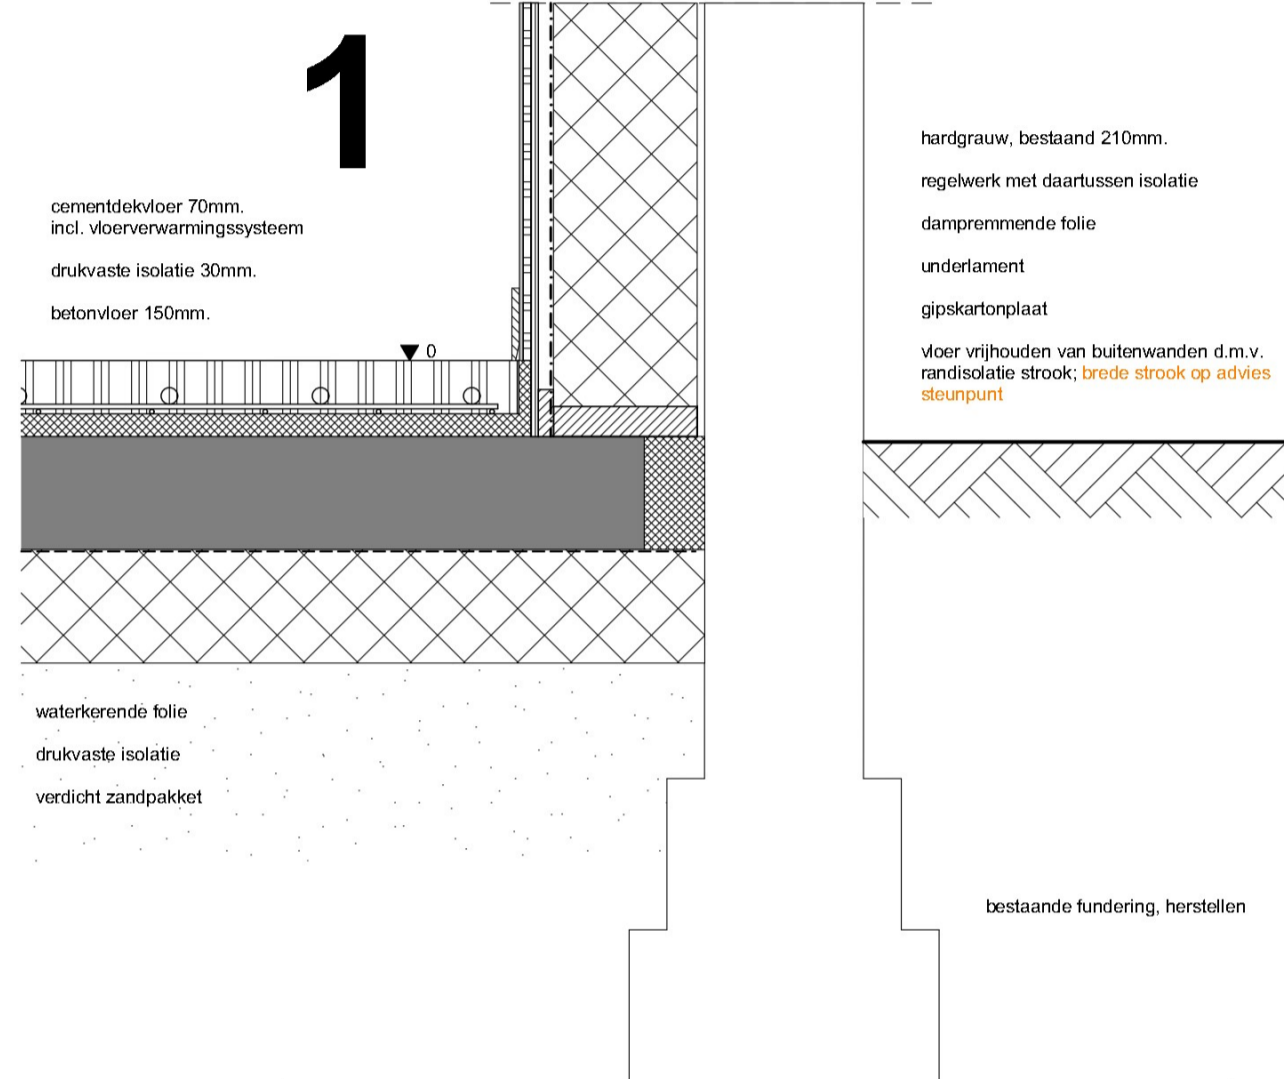 1
cementdekvloer 70mm.
incl. vloerverwarmingssysteem
drukvaste isolatie 30mm.
betonvloer 150mm.
0
hardgrauw, bestaand 210mm.
regelwerk met daartussen isolatie
dampremmende folie
underlament
gipskartonplaat
vloer vrijhouden van buitenwanden d.m.v.
randisolatie strook; brede strook op advies
steunpunt
waterkerende folie
drukvaste isolatie
verdicht zandpakket
bestaande fundering, herstellen